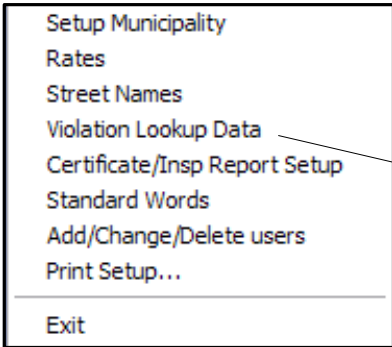 Setup Municipality
Rates
Street Names
Violation Lookup Data
Certificate/Insp Report Setup
Standard Words
Add/Change/Delete users
Print Setup...
Exit